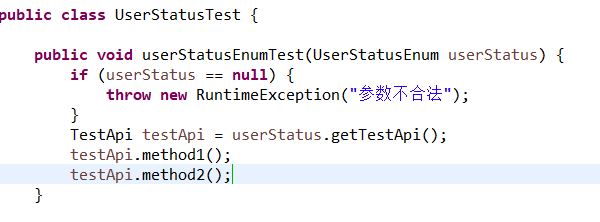 public class UserStatusTest {
public void userStatusEnumTest(UserStatusEnum userStatus) {
if (userStatus == null) {
throw new RuntimeException("参数不合法");
}
TestApi testApi = userStatus.getTestApi();
testApi.method1();
testApi.method2();
}